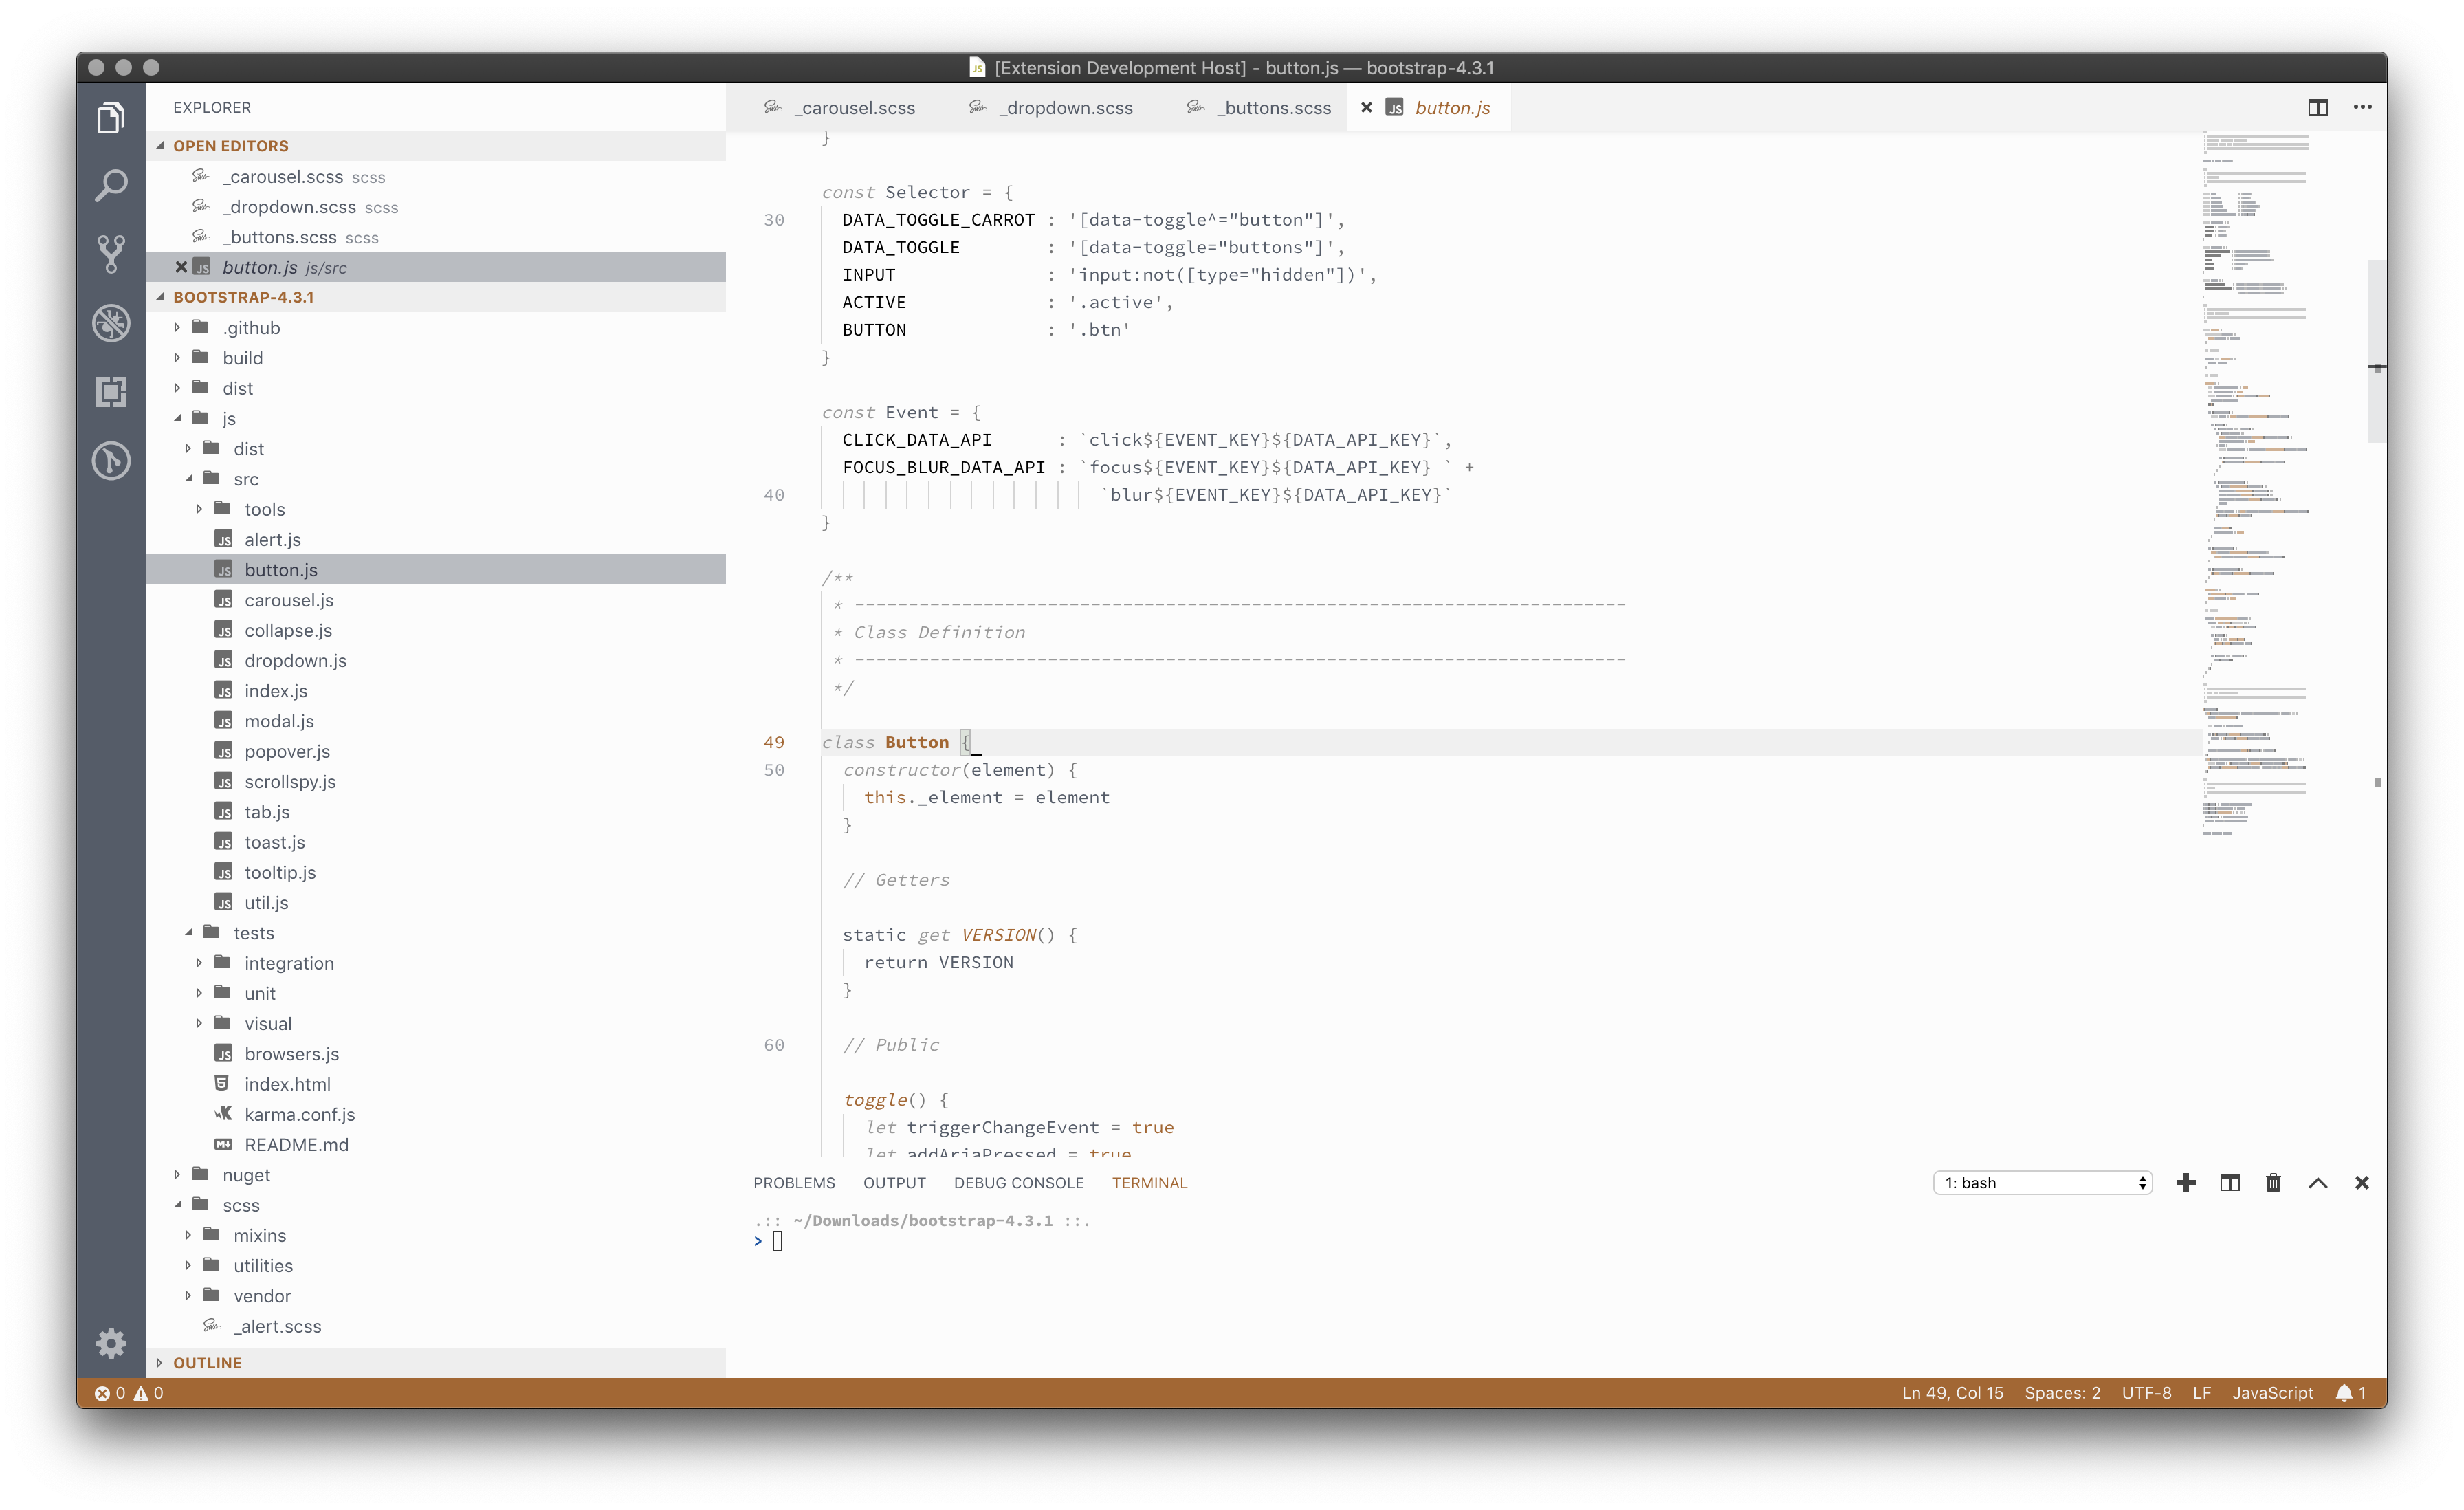 [Extension Development Host] - button.js — bootstrap-4.3.1
EXPLORER
OPEN EDITORS
_carousel.scss scss
_dropdown.scss scss
_buttons.scss scss
button.js js/src
BOOTSTRAP-4.3.1
.github
build
dist
js
dist
src
tools
alert.js
button.js
carousel.js
collapse.js
dropdown.js
index.js
modal.js
popover.js
scrollspy.js
tab.js
toast.js
tooltip.js
util.js
tests
integration
unit
visual
browsers.js
index.html
karma.conf.js
README.md
nuget
scss
mixins
utilities
vendor
_alert.scss
OUTLINE
_carousel.scss _dropdown.scss _buttons.scss button.js
}
const Selector = {
30 DATA_TOGGLE_CARROT : '[data-toggle^="button"]',
DATA_TOGGLE : '[data-toggle="buttons"]',
INPUT : 'input:not([type="hidden"])',
ACTIVE : '.active',
BUTTON : '.btn'
}
const Event = {
CLICK_DATA_API : `click${EVENT_KEY}${DATA_API_KEY}`,
FOCUS_BLUR_DATA_API : `focus${EVENT_KEY}${DATA_API_KEY} ` +
40 `blur${EVENT_KEY}${DATA_API_KEY}`
}
/**
* ------------------------------------------------------------------------
* Class Definition
* ------------------------------------------------------------------------
*/
49 class Button {
50 constructor(element) {
this._element = element
}
// Getters
static get VERSION() {
return VERSION
}
60 // Public
toggle() {
let triggerChangeEvent = true
let addAriaPressed = true
PROBLEMS OUTPUT DEBUG CONSOLE TERMINAL 1: bash
.:: ~/Downloads/bootstrap-4.3.1 ::.
>
0 0 Ln 49, Col 15 Spaces: 2 UTF-8 LF JavaScript 1